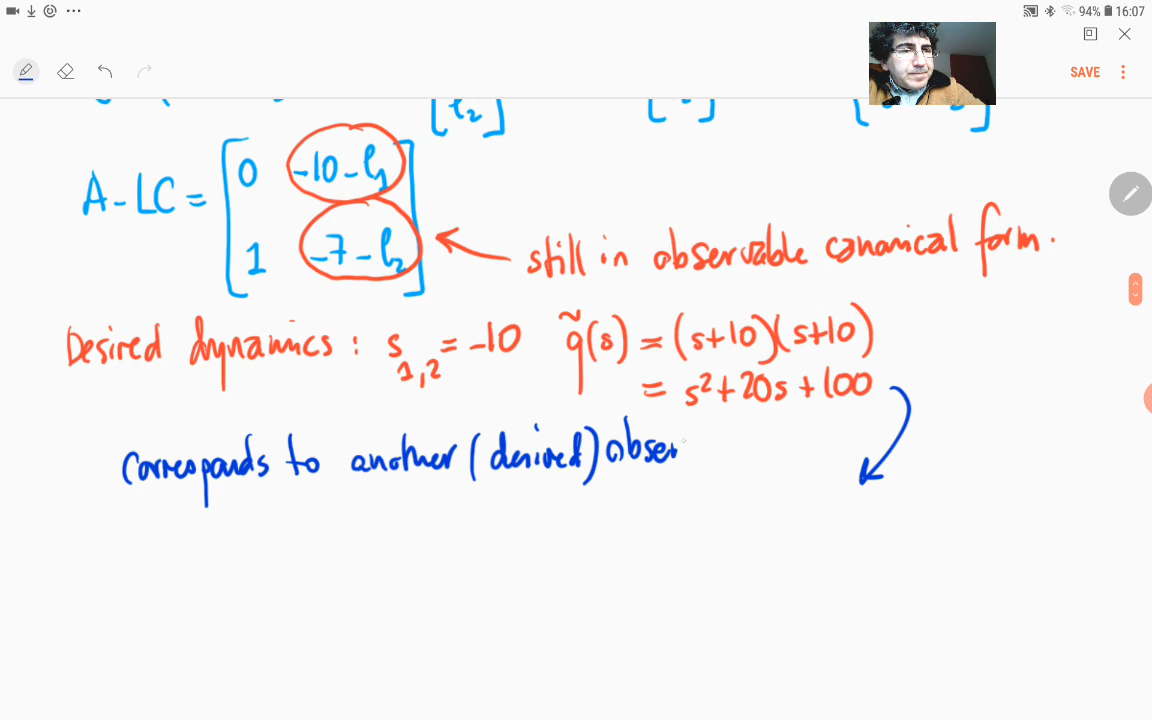 94% 16:07
SAVE
[l2] [ ] [ ]
A-LC = [0 -10-l1
1 -7-l2]
still in observable canonical form.
Desired dynamics: s1,2 = -10 q̃(s) = (s+10)(s+10)
= s²+20s+100
corresponds to another (desired) obser